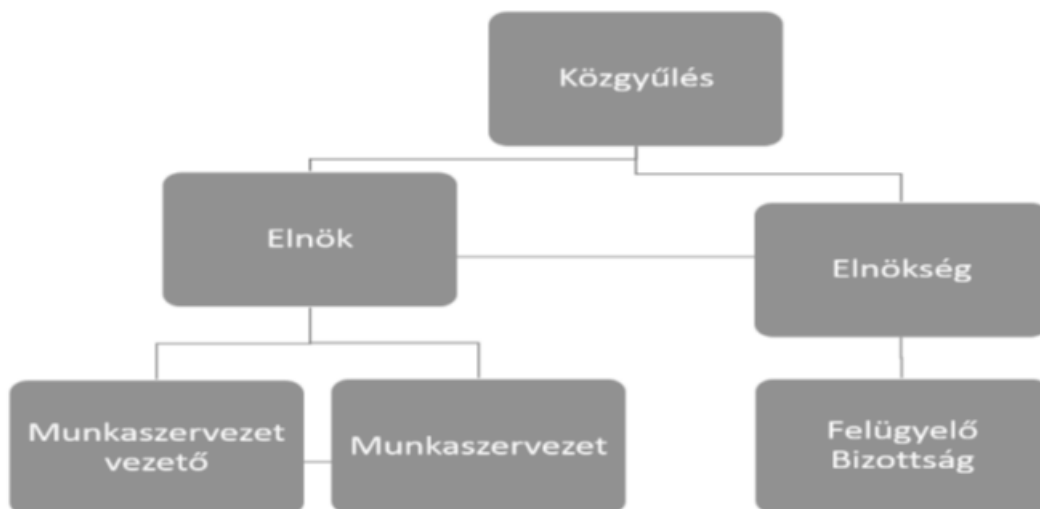 Közgyűlés
Elnök
Elnökség
Munkaszervezet
vezető
Munkaszervezet
Felügyelő
Bizottság